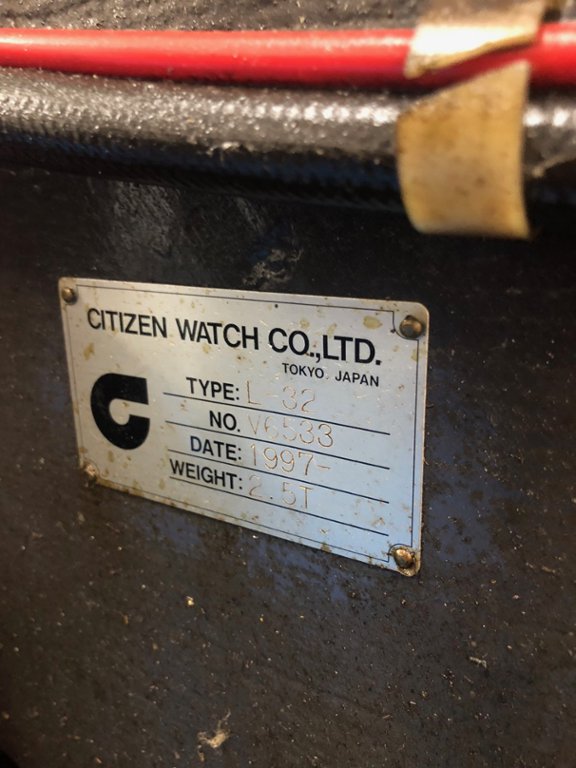 CITIZEN WATCH CO.,LTD.
TOKYO, JAPAN
TYPE: L-32
NO. V6533
DATE: 1997-
WEIGHT: 2.5T